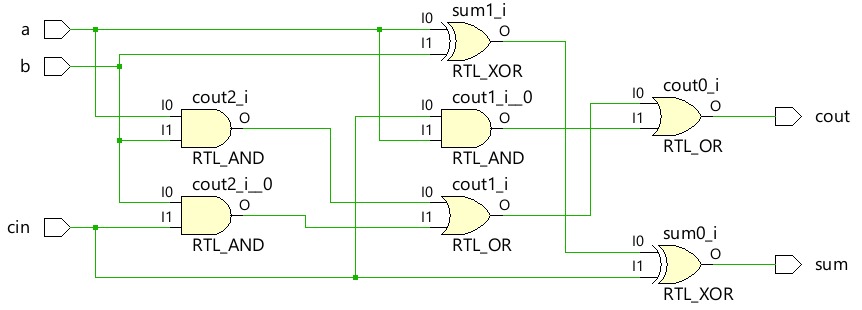 sum1_i
a
I0
O
I1
b
RTL_XOR
cout2_i
cout1_i__0
cout0_i
I0
O
I0
O
I0
O
cout
I1
I1
I1
RTL_AND
RTL_AND
RTL_OR
cout2_i__0
cout1_i
I0
O
I0
O
cin
I1
I1
sum0_i
RTL_AND
RTL_OR
I0
O
sum
I1
RTL_XOR